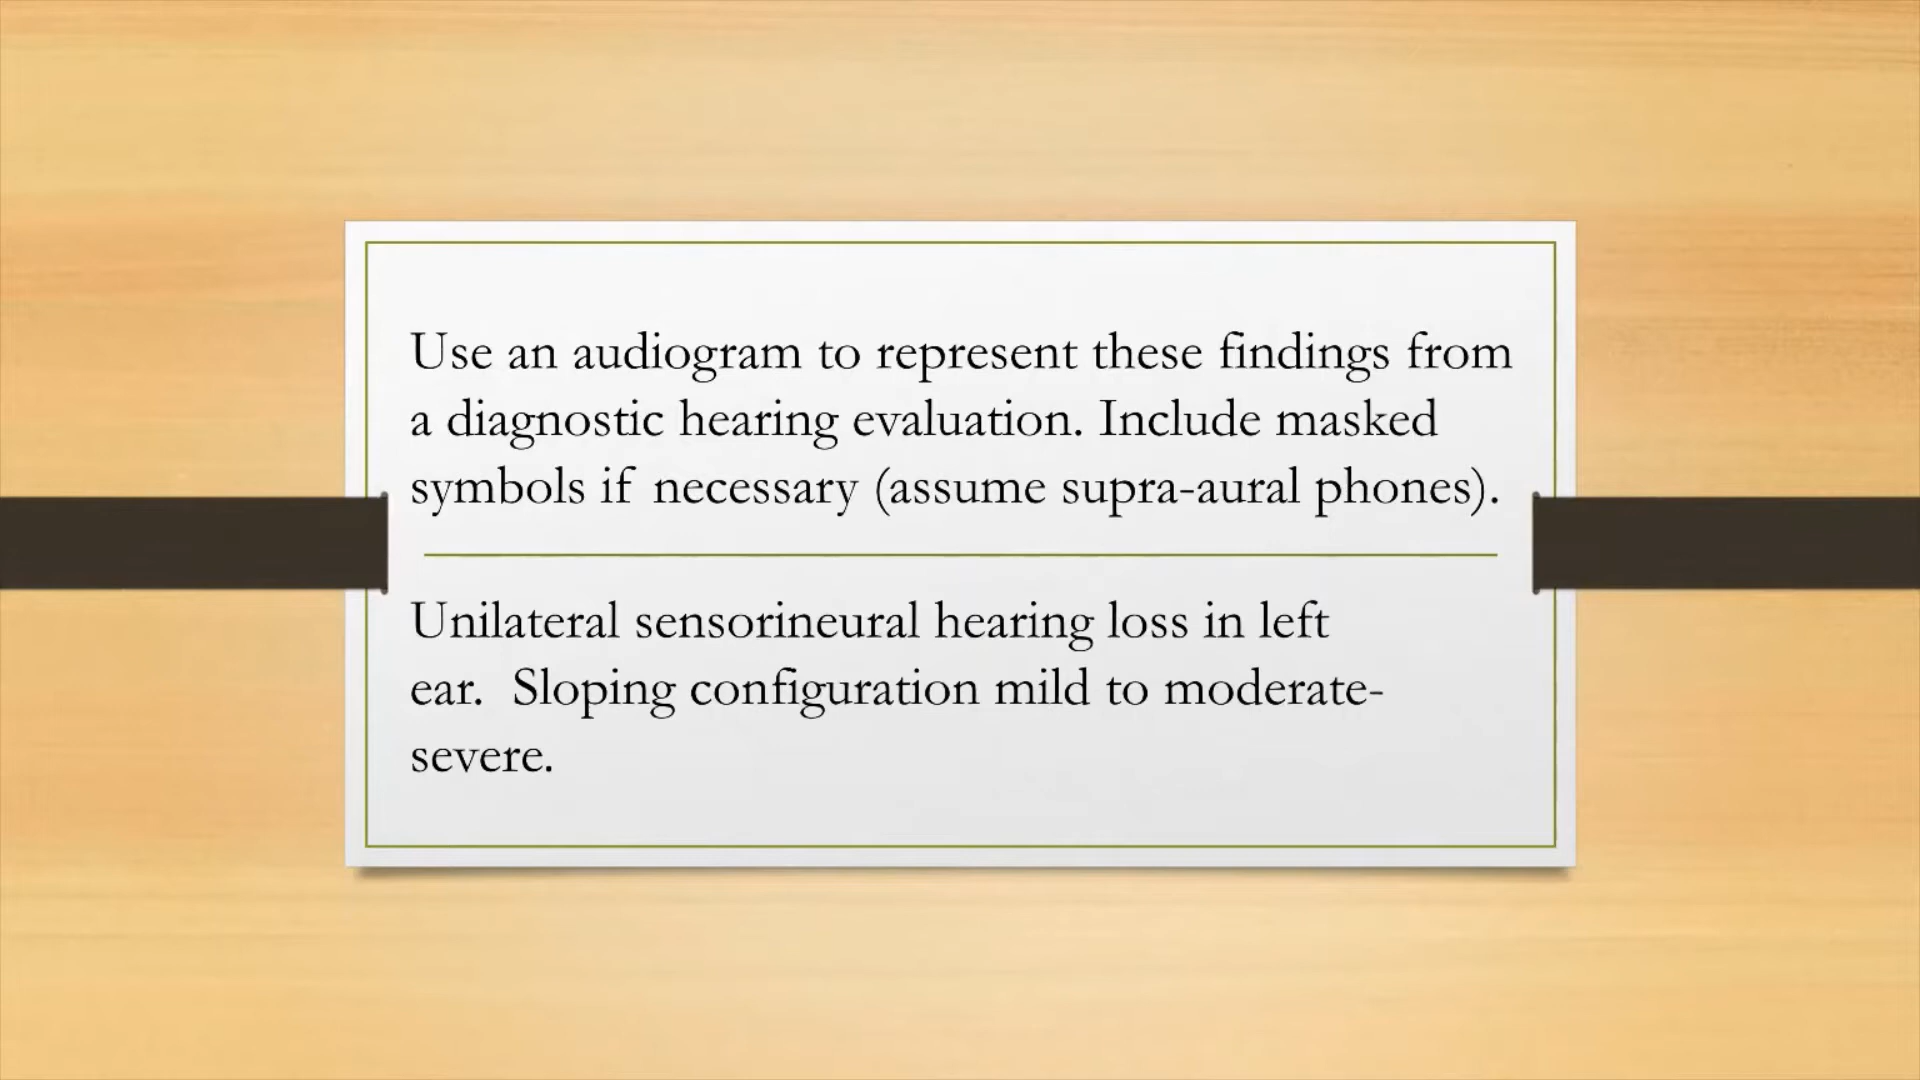 Use an audiogram to represent these findings from
a diagnostic hearing evaluation. Include masked
symbols if necessary (assume supra-aural phones).
Unilateral sensorineural hearing loss in left
ear.  Sloping configuration mild to moderate-
severe.